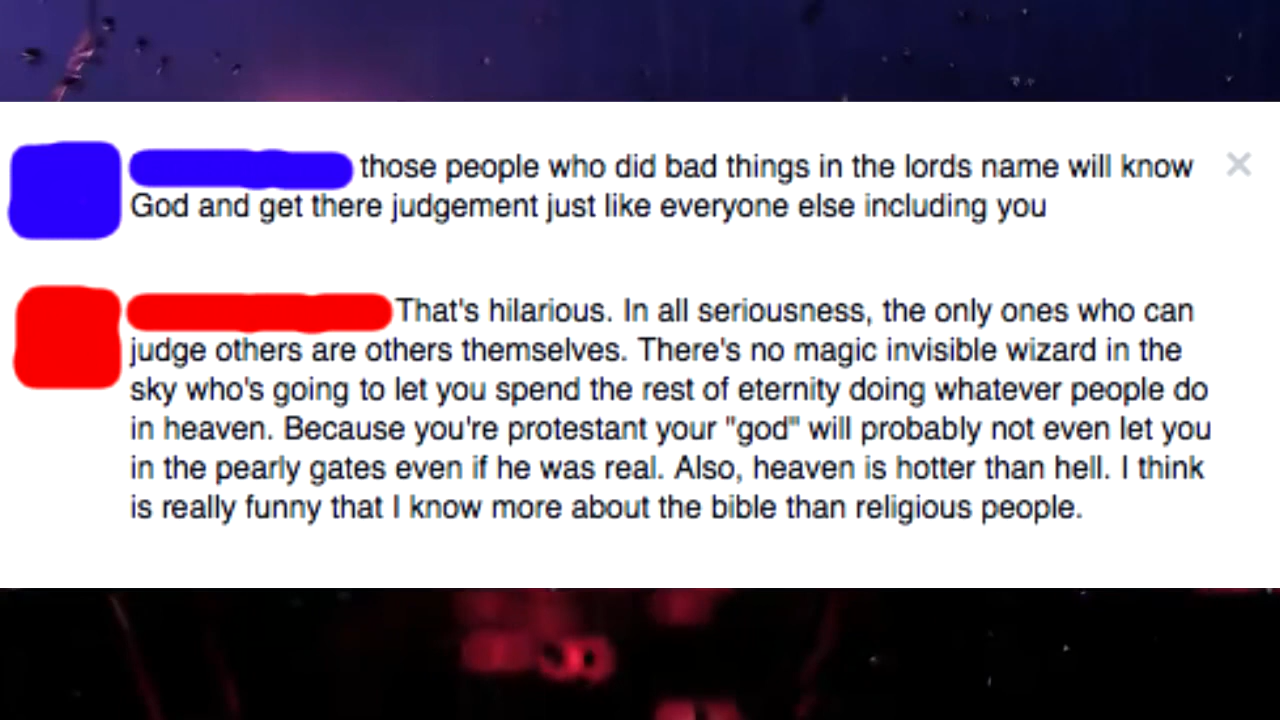 those people who did bad things in the lords name will know
God and get there judgement just like everyone else including you
That's hilarious. In all seriousness, the only ones who can
judge others are others themselves. There's no magic invisible wizard in the
sky who's going to let you spend the rest of eternity doing whatever people do
in heaven. Because you're protestant your "god" will probably not even let you
in the pearly gates even if he was real. Also, heaven is hotter than hell. I think
is really funny that I know more about the bible than religious people.